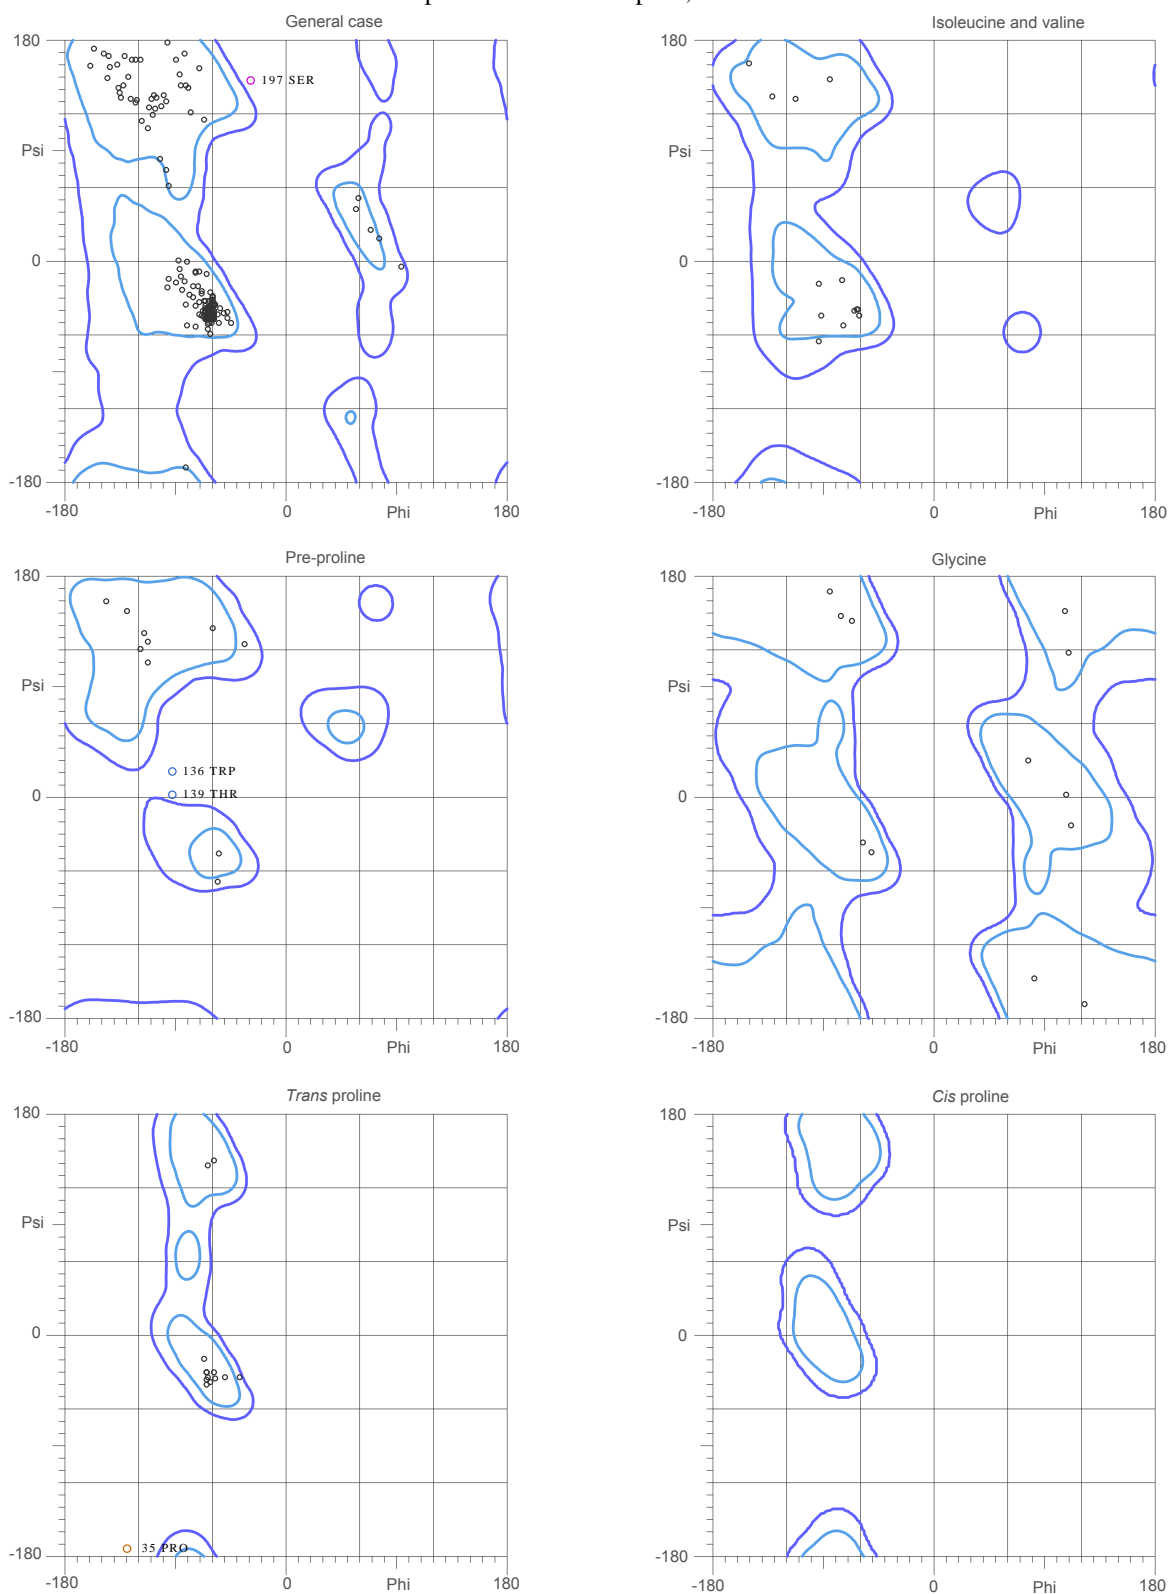 General case
Isoleucine and valine
180
197 SER
Psi
0
-180
-180
0
Phi
180
180
Psi
0
-180
-180
0
Phi
180
Pre-proline
Glycine
180
Psi
136 TRP
139 THR
0
-180
-180
0
Phi
180
180
Psi
0
-180
-180
0
Phi
180
Trans proline
Cis proline
180
Psi
0
35 PRO
-180
-180
0
Phi
180
180
Psi
0
-180
-180
0
Phi
180